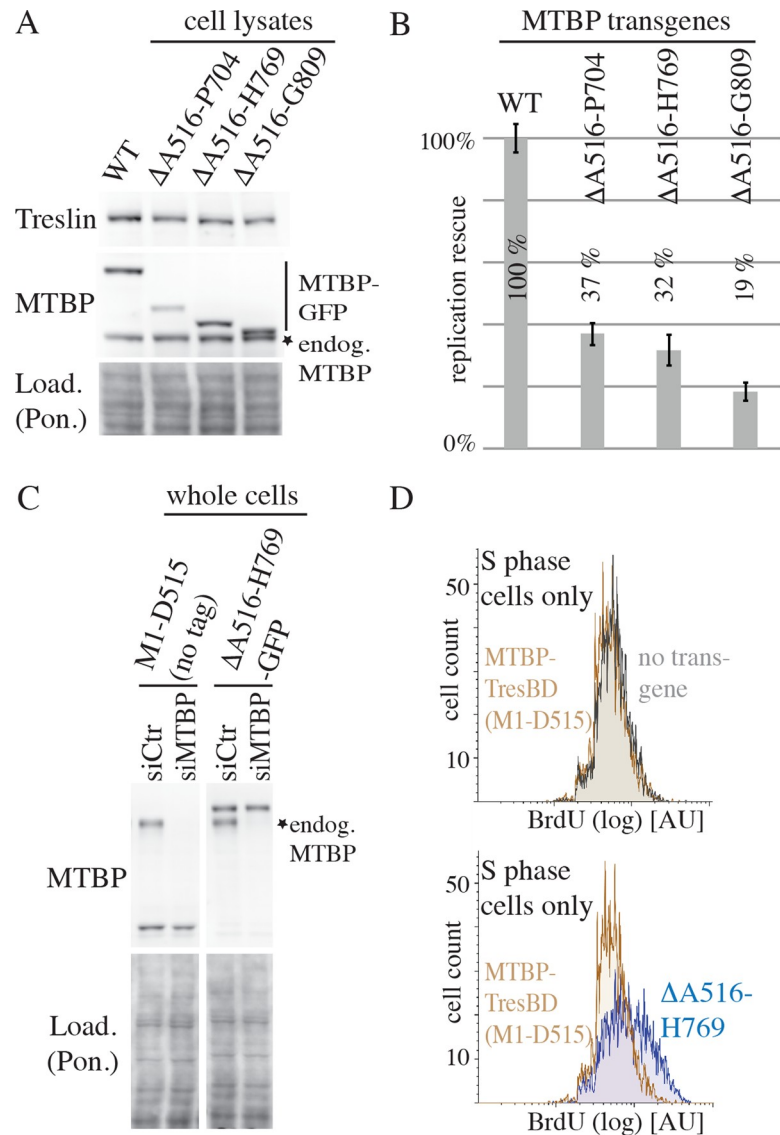 A
cell lysates
WT
ΔA516-P704
ΔA516-H769
ΔA516-G809
Treslin
MTBP
MTBP-
GFP
★ endog.
MTBP
Load.
(Pon.)
B
MTBP transgenes
WT
ΔA516-P704
ΔA516-H769
ΔA516-G809
100%
replication rescue
0%
100 %
37 %
32 %
19 %
C
whole cells
M1-D515
(no tag)
ΔA516-H769
-GFP
siCtr
siMTBP
siCtr
siMTBP
MTBP
★endog.
MTBP
Load.
(Pon.)
D
S phase
cells only
50
MTBP-
TresBD
(M1-D515)
no trans-
gene
cell count
10
BrdU (log) [AU]
S phase
cells only
50
MTBP-
TresBD
(M1-D515)
ΔA516-
H769
cell count
10
BrdU (log) [AU]